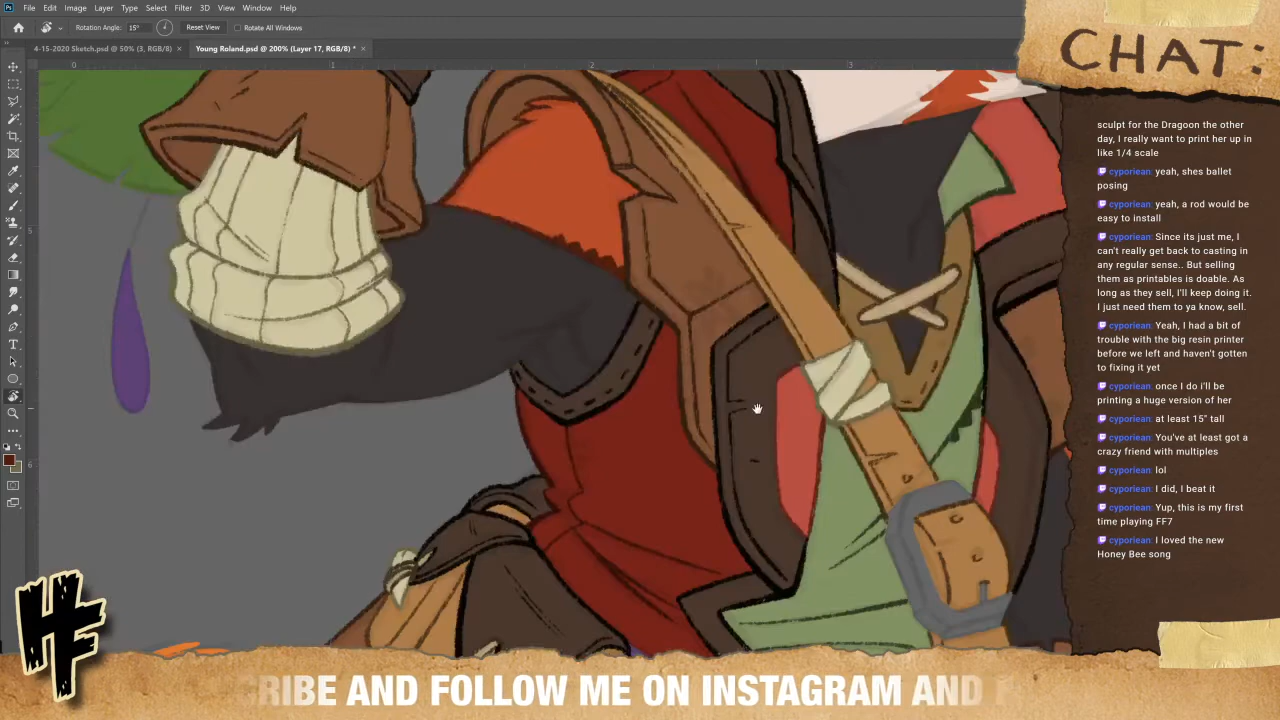 File Edit Image Layer Type Select Filter 3D View Window Help
Rotation Angle: 15° Reset View Rotate All Windows
4-15-2020 Sketch.psd @ 50% (3, RGB/8) × Young Roland.psd @ 200% (Layer 17, RGB/8) * ×
0 1 2 3
5
6
CHAT:
sculpt for the Dragoon the other
day, I really want to print her up in
like 1/4 scale
cyporiean: yeah, shes ballet
posing
cyporiean: yeah, a rod would be
easy to install
cyporiean: Since its just me, I
can't really get back to casting in
any regular sense.. But selling
them as printables is doable. As
long as they sell, I'll keep doing it.
I just need them to ya know, sell.
cyporiean: Yeah, I had a bit of
trouble with the big resin printer
before we left and haven't gotten
to fixing it yet
cyporiean: once I do i'll be
printing a huge version of her
cyporiean: at least 15" tall
cyporiean: You've at least got a
crazy friend with multiples
cyporiean: lol
cyporiean: I did, I beat it
cyporiean: Yup, this is my first
time playing FF7
cyporiean: I loved the new
Honey Bee song
HF
RIBE AND FOLLOW ME ON INSTAGRAM AND